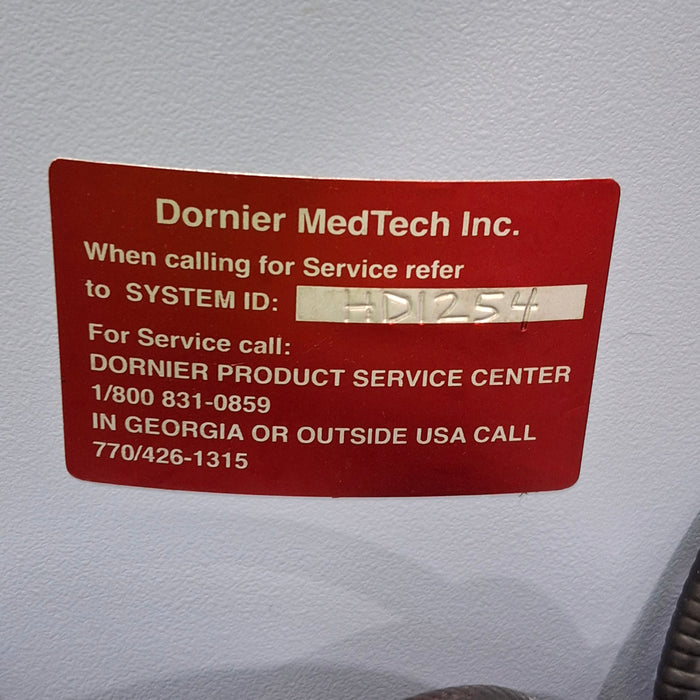 Dornier MedTech Inc.
When calling for Service refer
to SYSTEM ID: HD1254
For Service call:
DORNIER PRODUCT SERVICE CENTER
1/800 831-0859
IN GEORGIA OR OUTSIDE USA CALL
770/426-1315